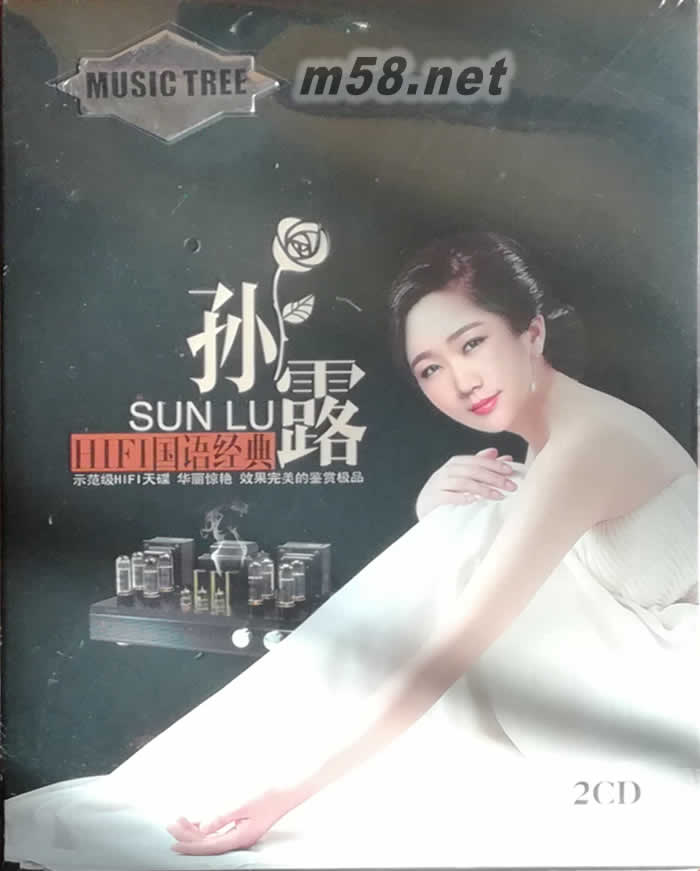 MUSIC TREE
m58.net
孙露
SUN LU
HIFI国语经典
示范级HIFI天碟 华丽惊艳 效果完美的鉴赏极品
2CD